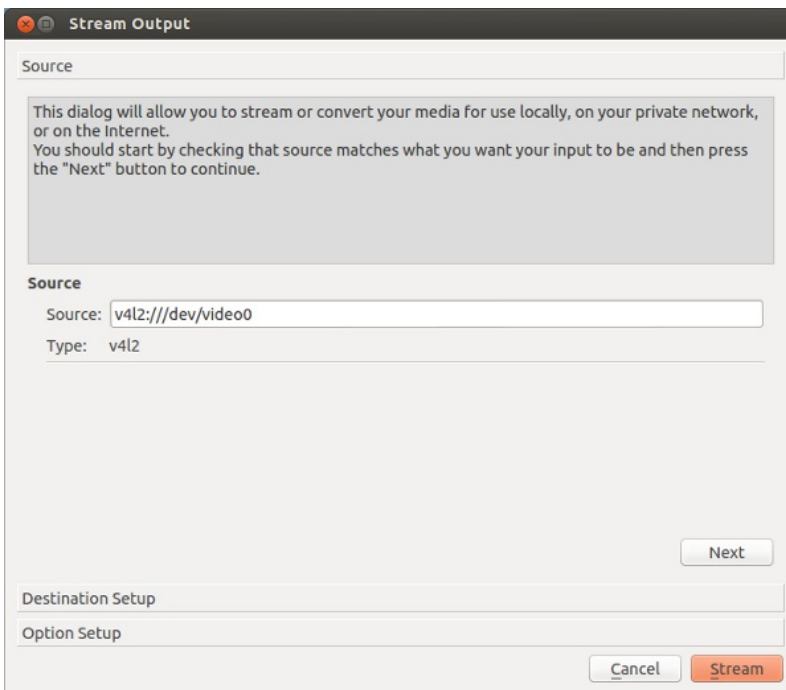 Stream Output
Source
This dialog will allow you to stream or convert your media for use locally, on your private network,
or on the Internet.
You should start by checking that source matches what you want your input to be and then press
the "Next" button to continue.
Source
Source: v4l2:///dev/video0
Type: v4l2
Next
Destination Setup
Option Setup
Cancel Stream